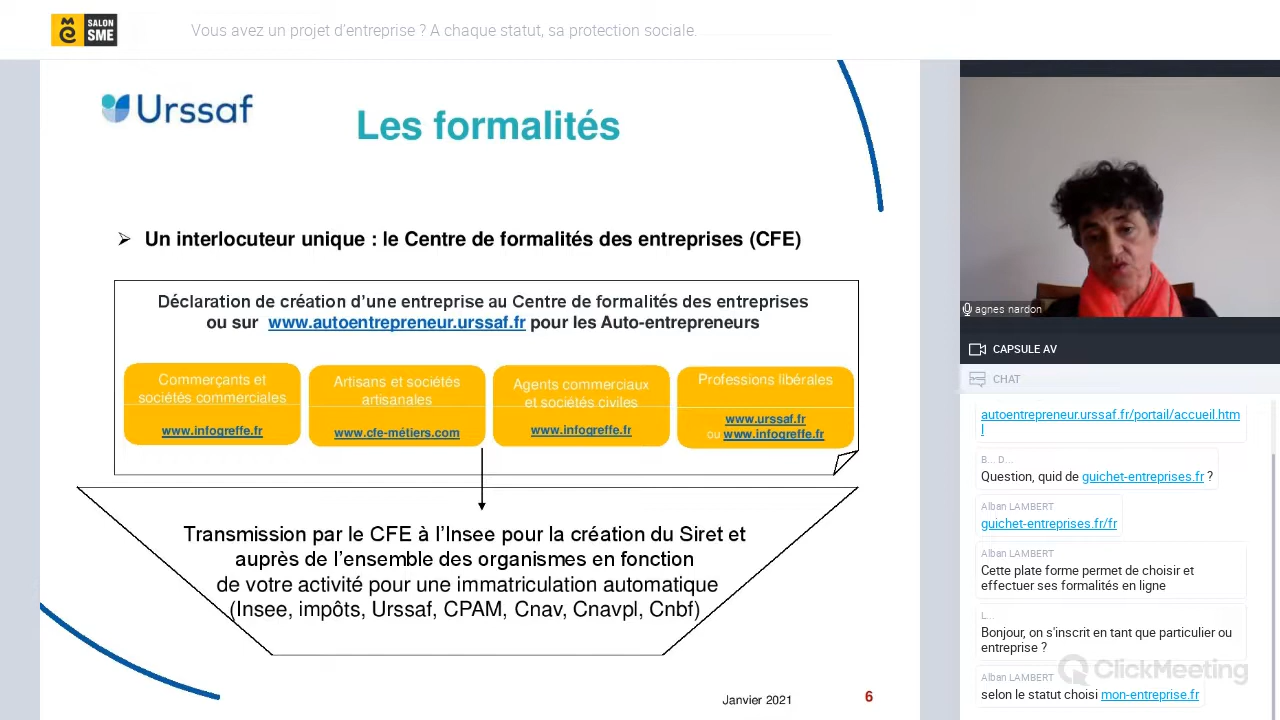 SALON
SME
Vous avez un projet d'entreprise ? A chaque statut, sa protection sociale.
Urssaf
Les formalités
Un interlocuteur unique : le Centre de formalités des entreprises (CFE)
Déclaration de création d'une entreprise au Centre de formalités des entreprises
ou sur www.autoentrepreneur.urssaf.fr pour les Auto-entrepreneurs
Commerçants et
sociétés commerciales
www.infogreffe.fr
Artisans et sociétés
artisanales
www.cfe-métiers.com
Agents commerciaux
et sociétés civiles
www.infogreffe.fr
Professions libérales
www.urssaf.fr
ou www.infogreffe.fr
Transmission par le CFE à l'Insee pour la création du Siret et
auprès de l'ensemble des organismes en fonction
de votre activité pour une immatriculation automatique
(Insee, impôts, Urssaf, CPAM, Cnav, Cnavpl, Cnbf)
Janvier 2021
6
agnes nardon
CAPSULE AV
CHAT
autoentrepreneur.urssaf.fr/portail/accueil.htm
l
B... D....
Question, quid de guichet-entreprises.fr ?
Alban LAMBERT
guichet-entreprises.fr/fr
Alban LAMBERT
Cette plate forme permet de choisir et
effectuer ses formalités en ligne
L...
Bonjour, on s'inscrit en tant que particulier ou
entreprise ?
Alban LAMBERT
selon le statut choisi mon-entreprise.fr
ClickMeeting